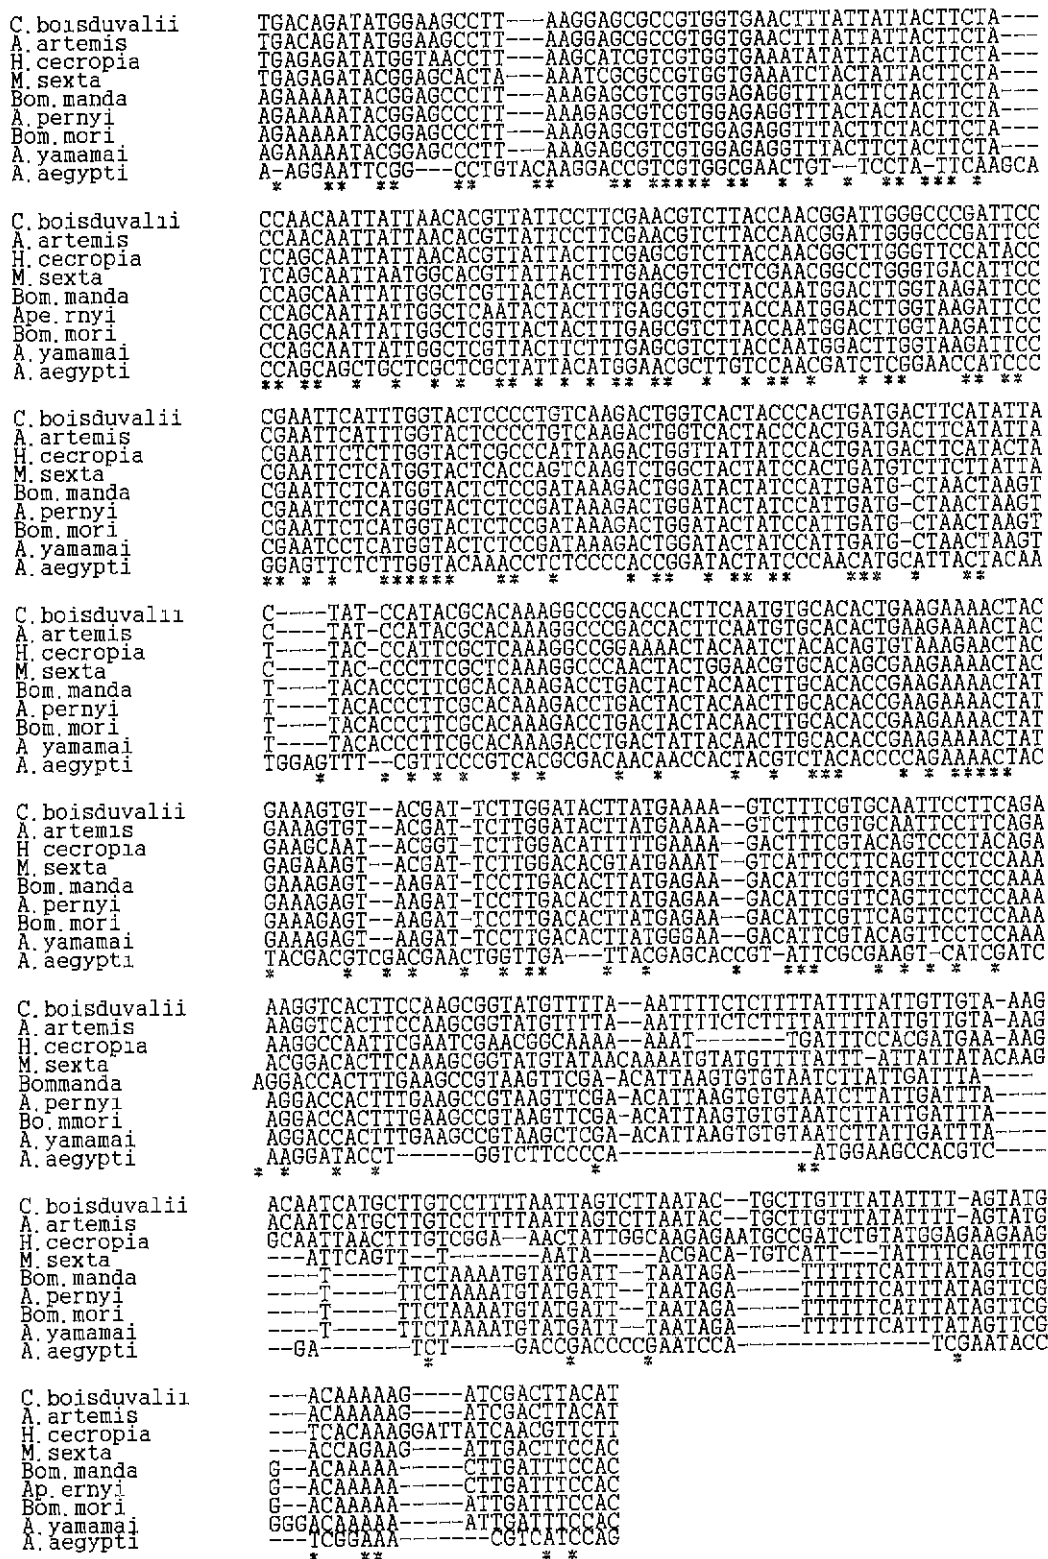 C.boisduvalii TGACAGATATGGAAGCCTT---AAGGAGCGCCGTGGTGAACTTTATTATTACTTCTA---
A.artemis TGACAGATATGGAAGCCTT---AAGGAGCGCCGTGGTGAACTTTATTATTACTTCTA---
H.cecropia TGAGAGATATGGTAACCTT---AAGCATCGTCGTGGTGAAATATATTACTACTTCTA---
M.sexta TGAGAGATACGGAGCACTA---AAATCGCGCCGTGGTGAAATCTACTATTACTTCTA---
Bom.manda AGAAAAATACGGAGCCCTT---AAAGAGCGTCGTGGAGAGGTTTACTTCTACTTCTA---
A.pernyi AGAAAAATACGGAGCCCTT---AAAGAGCGTCGTGGAGAGGTTTACTACTACTTCTA---
Bom.mori AGAAAAATACGGAGCCCTT---AAAGAGCGTCGTGGAGAGGTTTACTTCTACTTCTA---
A.yamamai AGAAAAATACGGAGCCCTT---AAAGAGCGTCGTGGAGAGGTTTACTTCTACTTCTA---
A.aegypti A-AGGAATTCGG---CCTGTACAAGGACCGTCGTGGCGAACTGT--TCCTA-TTCAAGCA
* ** ** ** ** ** ***** ** * * * ** *** *
C.boisduvalii CCAACAATTATTAACACGTTATTCCTTCGAACGTCTTACCAACGGATTGGGCCCGATTCC
A.artemis CCAACAATTATTAACACGTTATTCCTTCGAACGTCTTACCAACGGATTGGGCCCGATTCC
H.cecropia CCAGCAATTATTAACACGTTATTACTTCGAGCGTCTTACCAACGGCTTGGGTTCCATACC
M.sexta TCAGCAATTAATGGCACGTTATTACTTTGAACGTCTCTCGAACGGCCTGGGTGACATTCC
Bom.manda CCAGCAATTATTGGCTCGTTACTACTTTGAGCGTCTTACCAATGGACTTGGTAAGATTCC
Ape.rnyi CCAGCAATTATTGGCTCAATACTACTTTGAGCGTCTTACCAATGGACTTGGTAAGATTCC
Bom.mori CCAGCAATTATTGGCTCGTTACTACTTTGAGCGTCTTACCAATGGACTTGGTAAGATTCC
A.yamamai CCAGCAATTATTGGCTCGTTACTTCTTTGAGCGTCTTACCAATGGACTTGGTAAGATTCC
A.aegypti CCAGCAGCTGCTCGCTCGCTATTACATGGAACGCTTGTCCAACGATCTCGGAACCATCCC
** ** * * * * ** * * * ** ** * * ** * * ** ** **
C.boisduvalii CGAATTCATTTGGTACTCCCCTGTCAAGACTGGTCACTACCCACTGATGACTTCATATTA
A.artemis CGAATTCATTTGGTACTCCCCTGTCAAGACTGGTCACTACCCACTGATGACTTCATATTA
H.cecropia CGAATTCTCTTGGTACTCGCCCATTAAGACTGGTTATTATCCACTGATGACTTCATACTA
M.sexta CGAATTCTCATGGTACTCACCAGTCAAGTCTGGCTACTATCCACTGATGTCTTCTTATTA
Bom.manda CGAATTCTCATGGTACTCTCCGATAAAGACTGGATACTATCCATTGATG-CTAACTAAGT
A.pernyi CGAATTCTCATGGTACTCTCCGATAAAGACTGGATACTATCCATTGATG-CTAACTAAGT
Bom.mori CGAATTCTCATGGTACTCTCCGATAAAGACTGGATACTATCCATTGATG-CTAACTAAGT
A.yamamai CGAATCCTCATGGTACTCTCCGATAAAGACTGGATACTATCCATTGATG-CTAACTAAGT
A.aegypti GGAGTTCTCTTGGTACAAACCTCTCCCCACCGGATACTATCCCAACATGCATTACTACAA
** * * ****** ** * * ** * ** ** *** * **
C.boisduvalii C----TAT-CCATACGCACAAAGGCCCGACCACTTCAATGTGCACACTGAAGAAAACTAC
A.artemis C----TAT-CCATACGCACAAAGGCCCGACCACTTCAATGTGCACACTGAAGAAAACTAC
H.cecropia T----TAC-CCATTCGCTCAAAGGCCGGAAAACTACAATCTACACAGTGTAAAGAACTAC
M.sexta C----TAC-CCCTTCGCTCAAAGGCCCAACTACTGGAACGTGCACAGCGAAGAAAACTAC
Bom.manda T----TACACCCTTCGCACAAAGACCTGACTACTACAACTTGCACACCGAAGAAAACTAT
A.pernyi T----TACACCCTTCGCACAAAGACCTGACTACTACAACTTGCACACCGAAGAAAACTAT
Bom.mori T----TACACCCTTCGCACAAAGACCTGACTACTACAACTTGCACACCGAAGAAAACTAT
A yamamai T----TACACCCTTCGCACAAAGACCTGACTATTACAACTTGCACACCGAAGAAAACTAT
A.aegypti TGGAGTTT--CGTTCCCGTCACGCGACAACAACCACTACGTCTACACCCCAGAAAACTAC
* * * * * * * * * * * *** * * *****
C.boisduvalii GAAAGTGT--ACGAT-TCTTGGATACTTATGAAAA--GTCTTTCGTGCAATTCCTTCAGA
A.artemis GAAAGTGT--ACGAT-TCTTGGATACTTATGAAAA--GTCTTTCGTGCAATTCCTTCAGA
H cecropia GAAGCAAT--ACGGT-TCTTGGACATTTTTGAAAA--GACTTTCGTACAGTCCCTACAGA
M.sexta GAGAAAGT--ACGAT-TCTTGGACACGTATGAAAT--GTCATTCCTTCAGTTCCTCCAAA
Bom.manda GAAAGAGT--AAGAT-TCCTTGACACTTATGAGAA--GACATTCGTTCAGTTCCTCCAAA
A.pernyi GAAAGAGT--AAGAT-TCCTTGACACTTATGAGAA--GACATTCGTTCAGTTCCTCCAAA
Bom.mori GAAAGAGT--AAGAT-TCCTTGACACTTATGAGAA--GACATTCGTTCAGTTCCTCCAAA
A.yamamai GAAAGAGT--AAGAT-TCCTTGACACTTATGGGAA--GACATTCGTACAGTTCCTCCAAA
A.aegypti TACGACGTCGACGAACTGGTTGA---TTACGAGCACCGT-ATTCGCGAAGT-CATCGATC
* * * * * ** * * * * *** * * * * *
C.boisduvalii AAGGTCACTTCCAAGCGGTATGTTTTA--AATTTTCTCTTTTATTTTATTGTTGTA-AAG
A.artemis AAGGTCACTTCCAAGCGGTATGTTTTA--AATTTTCTCTTTTATTTTATTGTTGTA-AAG
H.cecropia AAGGCCAATTCGAATCGAACGGCAAAA--AAAT-------TGATTTCCACGATGAA-AAG
M.sexta ACGGACACTTCAAAGCGGTATGTATAACAAAATGTATGTTTTATTT-ATTATTATACAAG
Bommanda AGGACCACTTTGAAGCCGTAAGTTCGA-ACATTAAGTGTGTAATCTTATTGATTTA----
A.pernyi AGGACCACTTTGAAGCCGTAAGTTCGA-ACATTAAGTGTGTAATCTTATTGATTTA----
Bo.mmori AGGACCACTTTGAAGCCGTAAGTTCGA-ACATTAAGTGTGTAATCTTATTGATTTA----
A.yamamai AGGACCACTTTGAAGCCGTAAGCTCGA-ACATTAAGTGTGTAATCTTATTGATTTA----
A.aegypti AAGGATACCT------GGTCTTCCCCA--------------ATGGAAGCCACGTC----
* * * * * **
C.boisduvalii ACAATCATGCTTGTCCTTTTTAATTAGTCTTAATAC--TGCTTGTTTATATTTT-AGTATG
A.artemis ACAATCATGCTTGTCCTTTTTAATTAGTCTTAATAC--TGCTTGTTTATATTTT-AGTATG
H.cecropia GCAATTAACTTTGTCGGA--AACTATTGGCAAGAGAATGCCGATCTGTATGGAGAAGAAG
M.sexta ---ATTCAGTT--T-------AATA-----ACGACA-TGTCATT---TATTTTCAGTTTG
Bom.manda ----T-----TTCTAAAATGTATGATT--TAATAGA-----TTTTTTCATTTATAGTTCG
A.pernyi ----T-----TTCTAAAATGTATGATT--TAATAGA-----TTTTTTCATTTATAGTTCG
Bom.mori ----T-----TTCTAAAATGTATGATT--TAATAGA-----TTTTTTCATTTATAGTTCG
A.yamamai ----T-----TTCTAAAATGTATGATT--TAATAGA-----TTTTTTCATTTATAGTTCG
A.aegypti --GA------TCT------GACCGACCCCGAATCCA---------------TCGAATACC
* * * *
C.boisduvalii ---ACAAAAAG----ATCGACTTACAT
A.artemis ---ACAAAAAG----ATCGACTTACAT
H.cecropia ---TCACAAAGGATTATCAACGTTCTT
M.sexta ---ACCAGAAG----ATTGACTTCCAC
Bom.manda G--ACAAAAA-----CTTGATTTCCAC
Ap.ernyi G--ACAAAAA-----CTTGATTTCCAC
Bom.mori G--ACAAAAA-----ATTGATTTCCAC
A.yamamai GGGACAAAAA-----ATTGATTTCCAC
A.aegypti ---TCGGAAA-------CGTCATCCAG
* ** * *